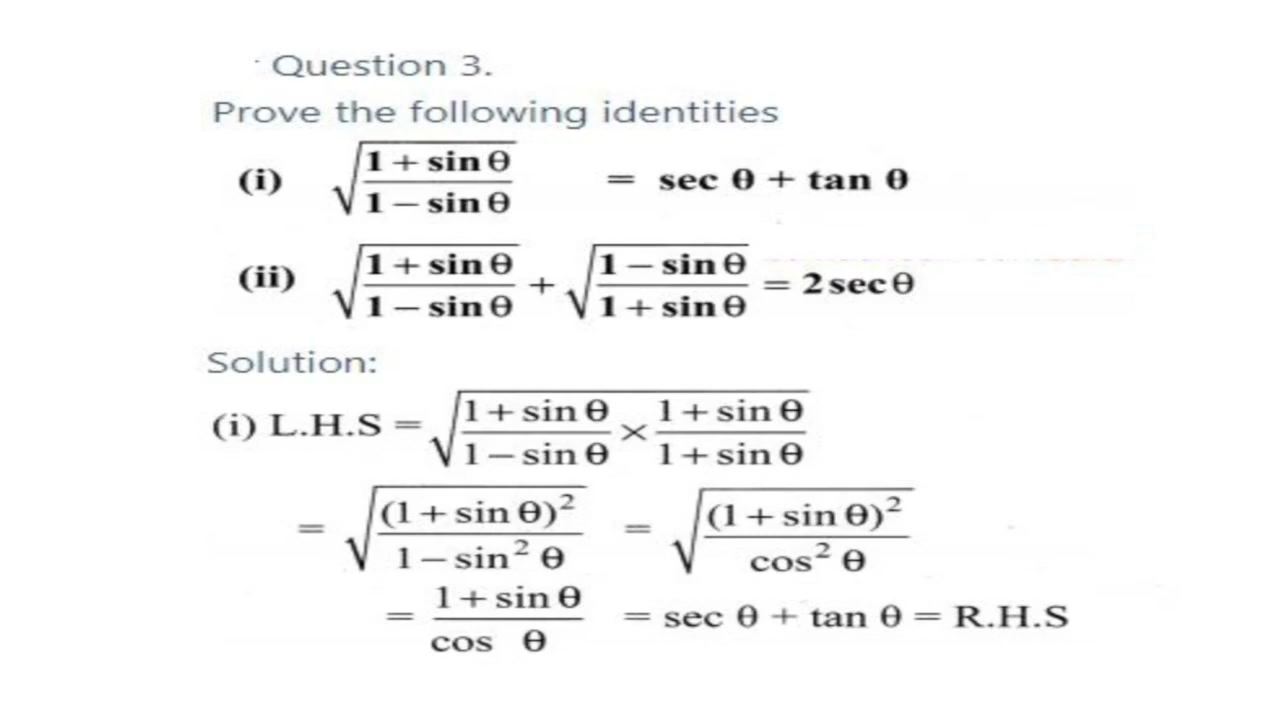 Question 3.
Prove the following identities
(i) √((1 + sin θ)/(1 − sin θ)) = sec θ + tan θ
(ii) √((1 + sin θ)/(1 − sin θ)) + √((1 − sin θ)/(1 + sin θ)) = 2 sec θ
Solution:
(i) L.H.S = √((1 + sin θ)/(1 − sin θ) × (1 + sin θ)/(1 + sin θ))
= √((1 + sin θ)²/(1 − sin² θ)) = √((1 + sin θ)²/(cos² θ))
= (1 + sin θ)/(cos θ) = sec θ + tan θ = R.H.S